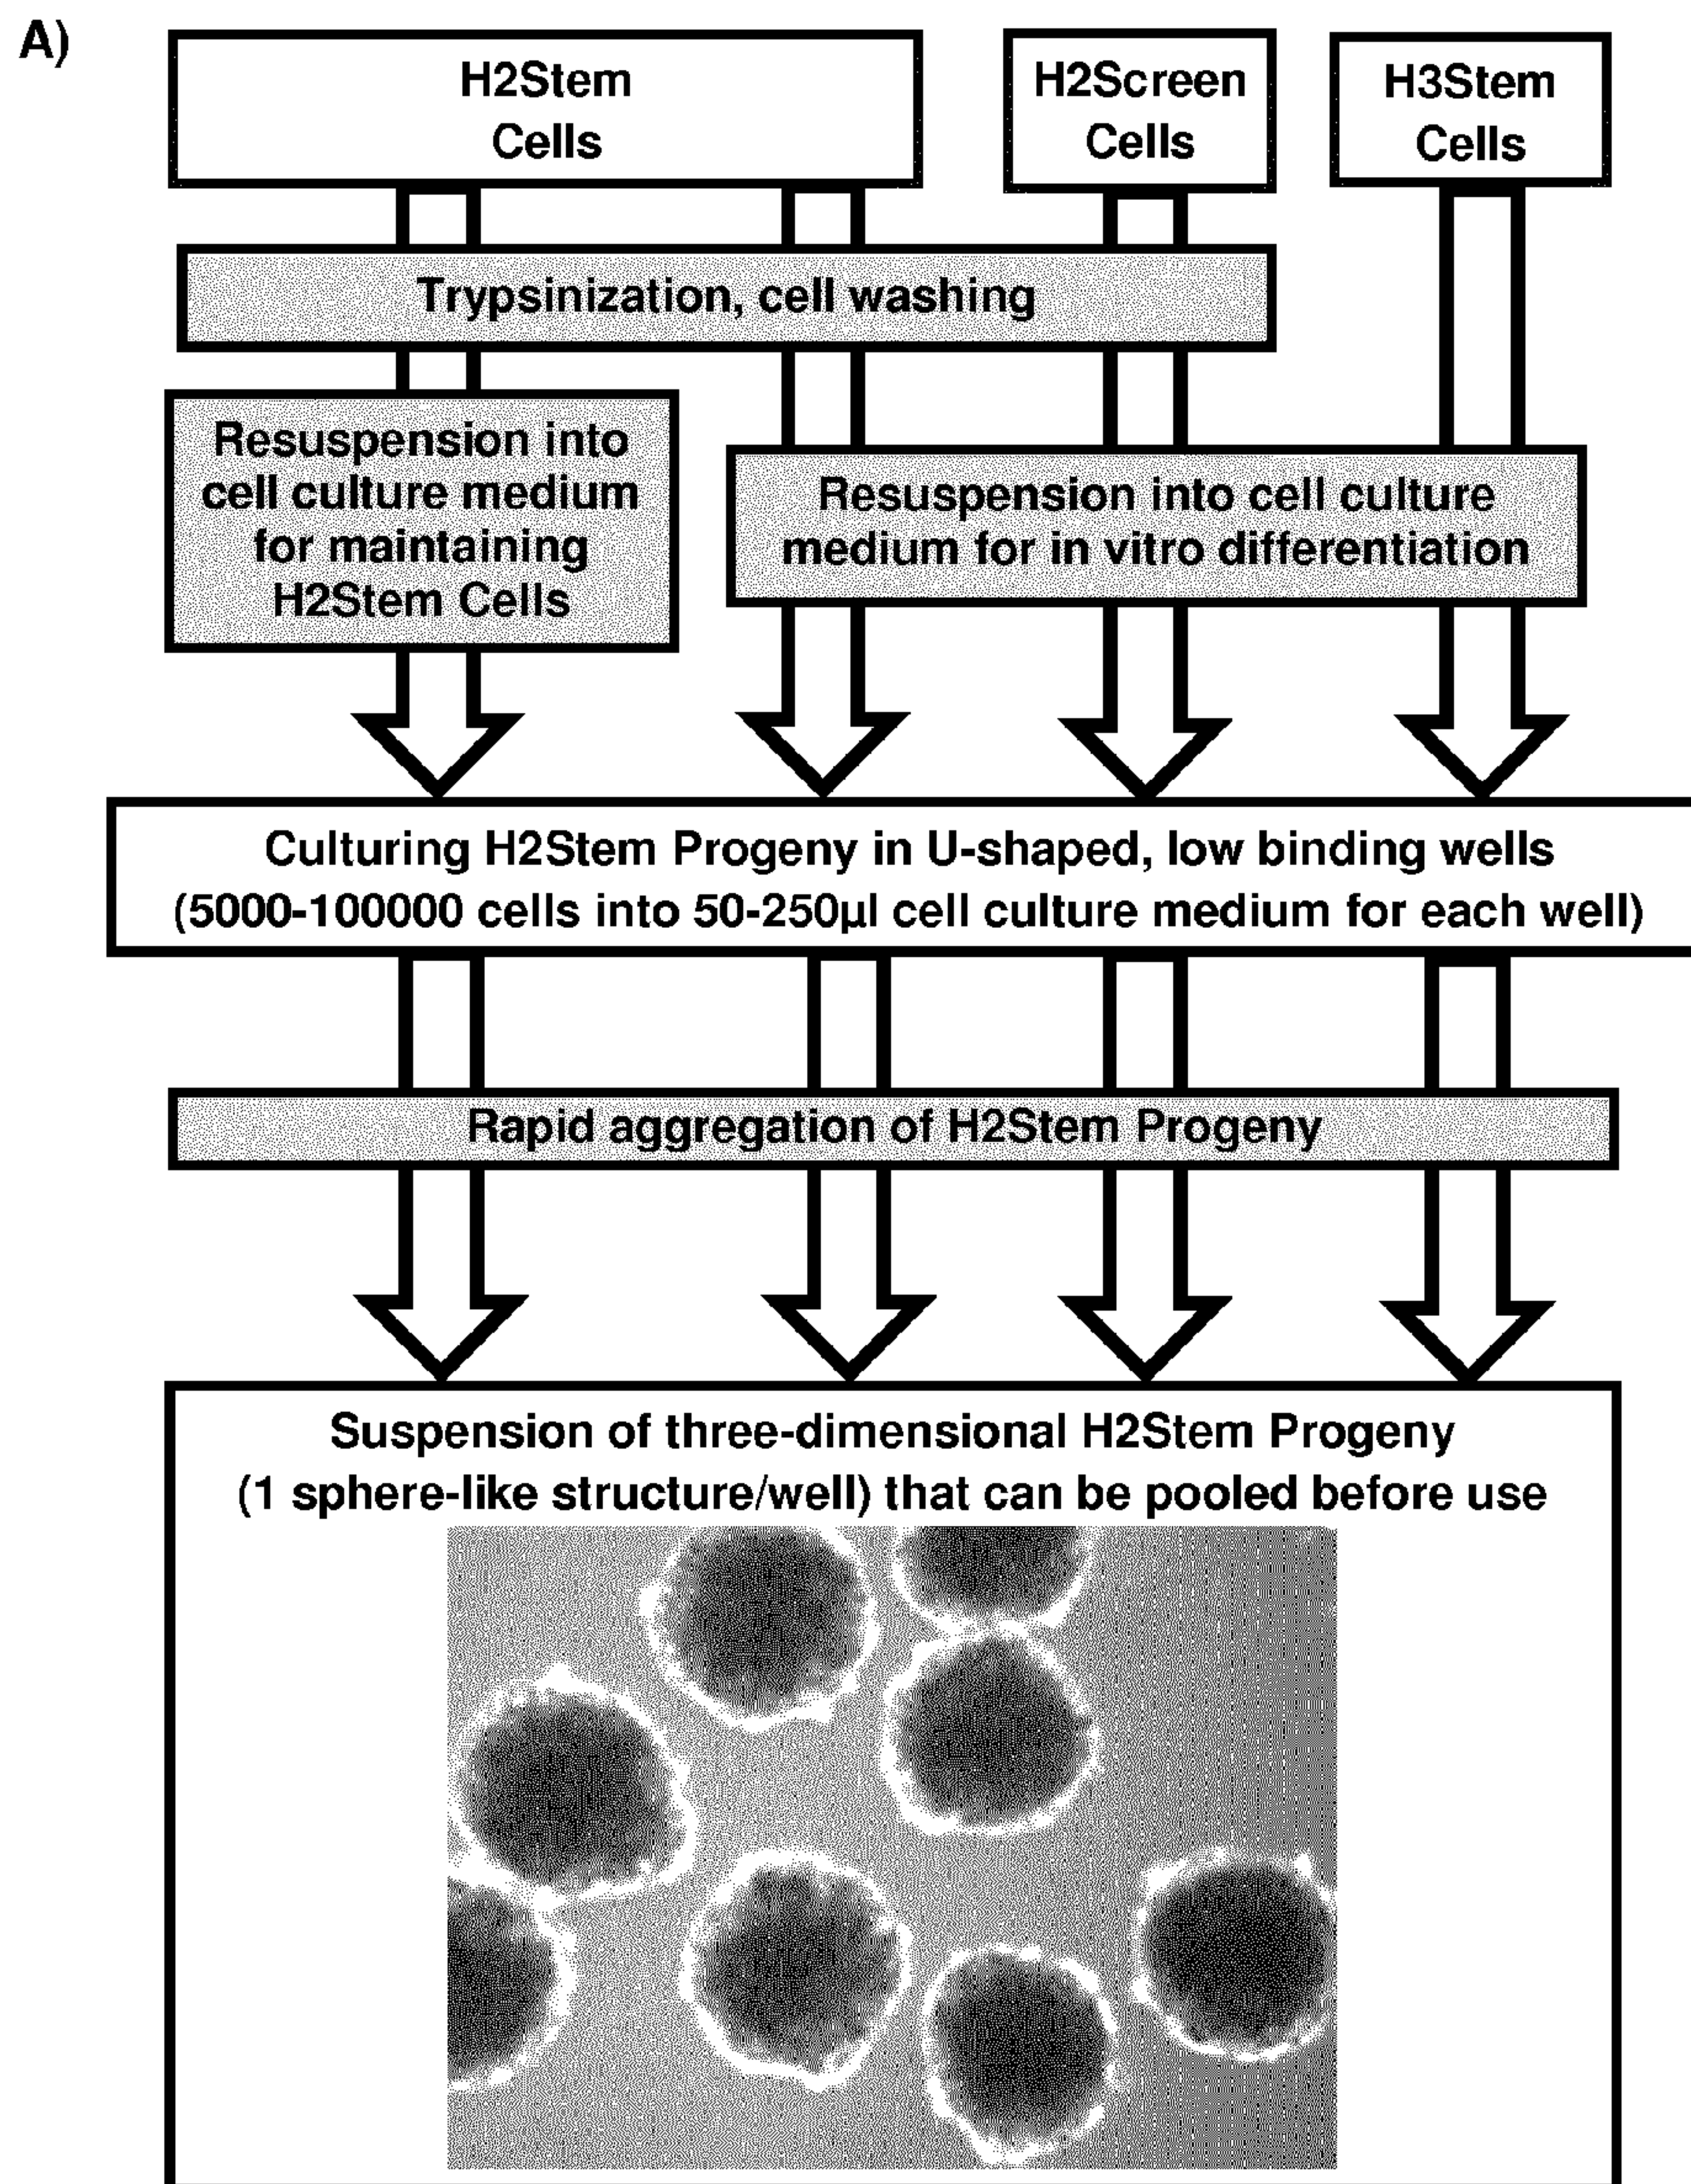 A)
H2Stem
Cells
H2Screen
Cells
H3Stem
Cells
Trypsinization, cell washing
Resuspension into
cell culture medium
for maintaining
H2Stem Cells
Resuspension into cell culture
medium for in vitro differentiation
Culturing H2Stem Progeny in U-shaped, low binding wells
(5000-100000 cells into 50-250µl cell culture medium for each well)
Rapid aggregation of H2Stem Progeny
Suspension of three-dimensional H2Stem Progeny
(1 sphere-like structure/well) that can be pooled before use